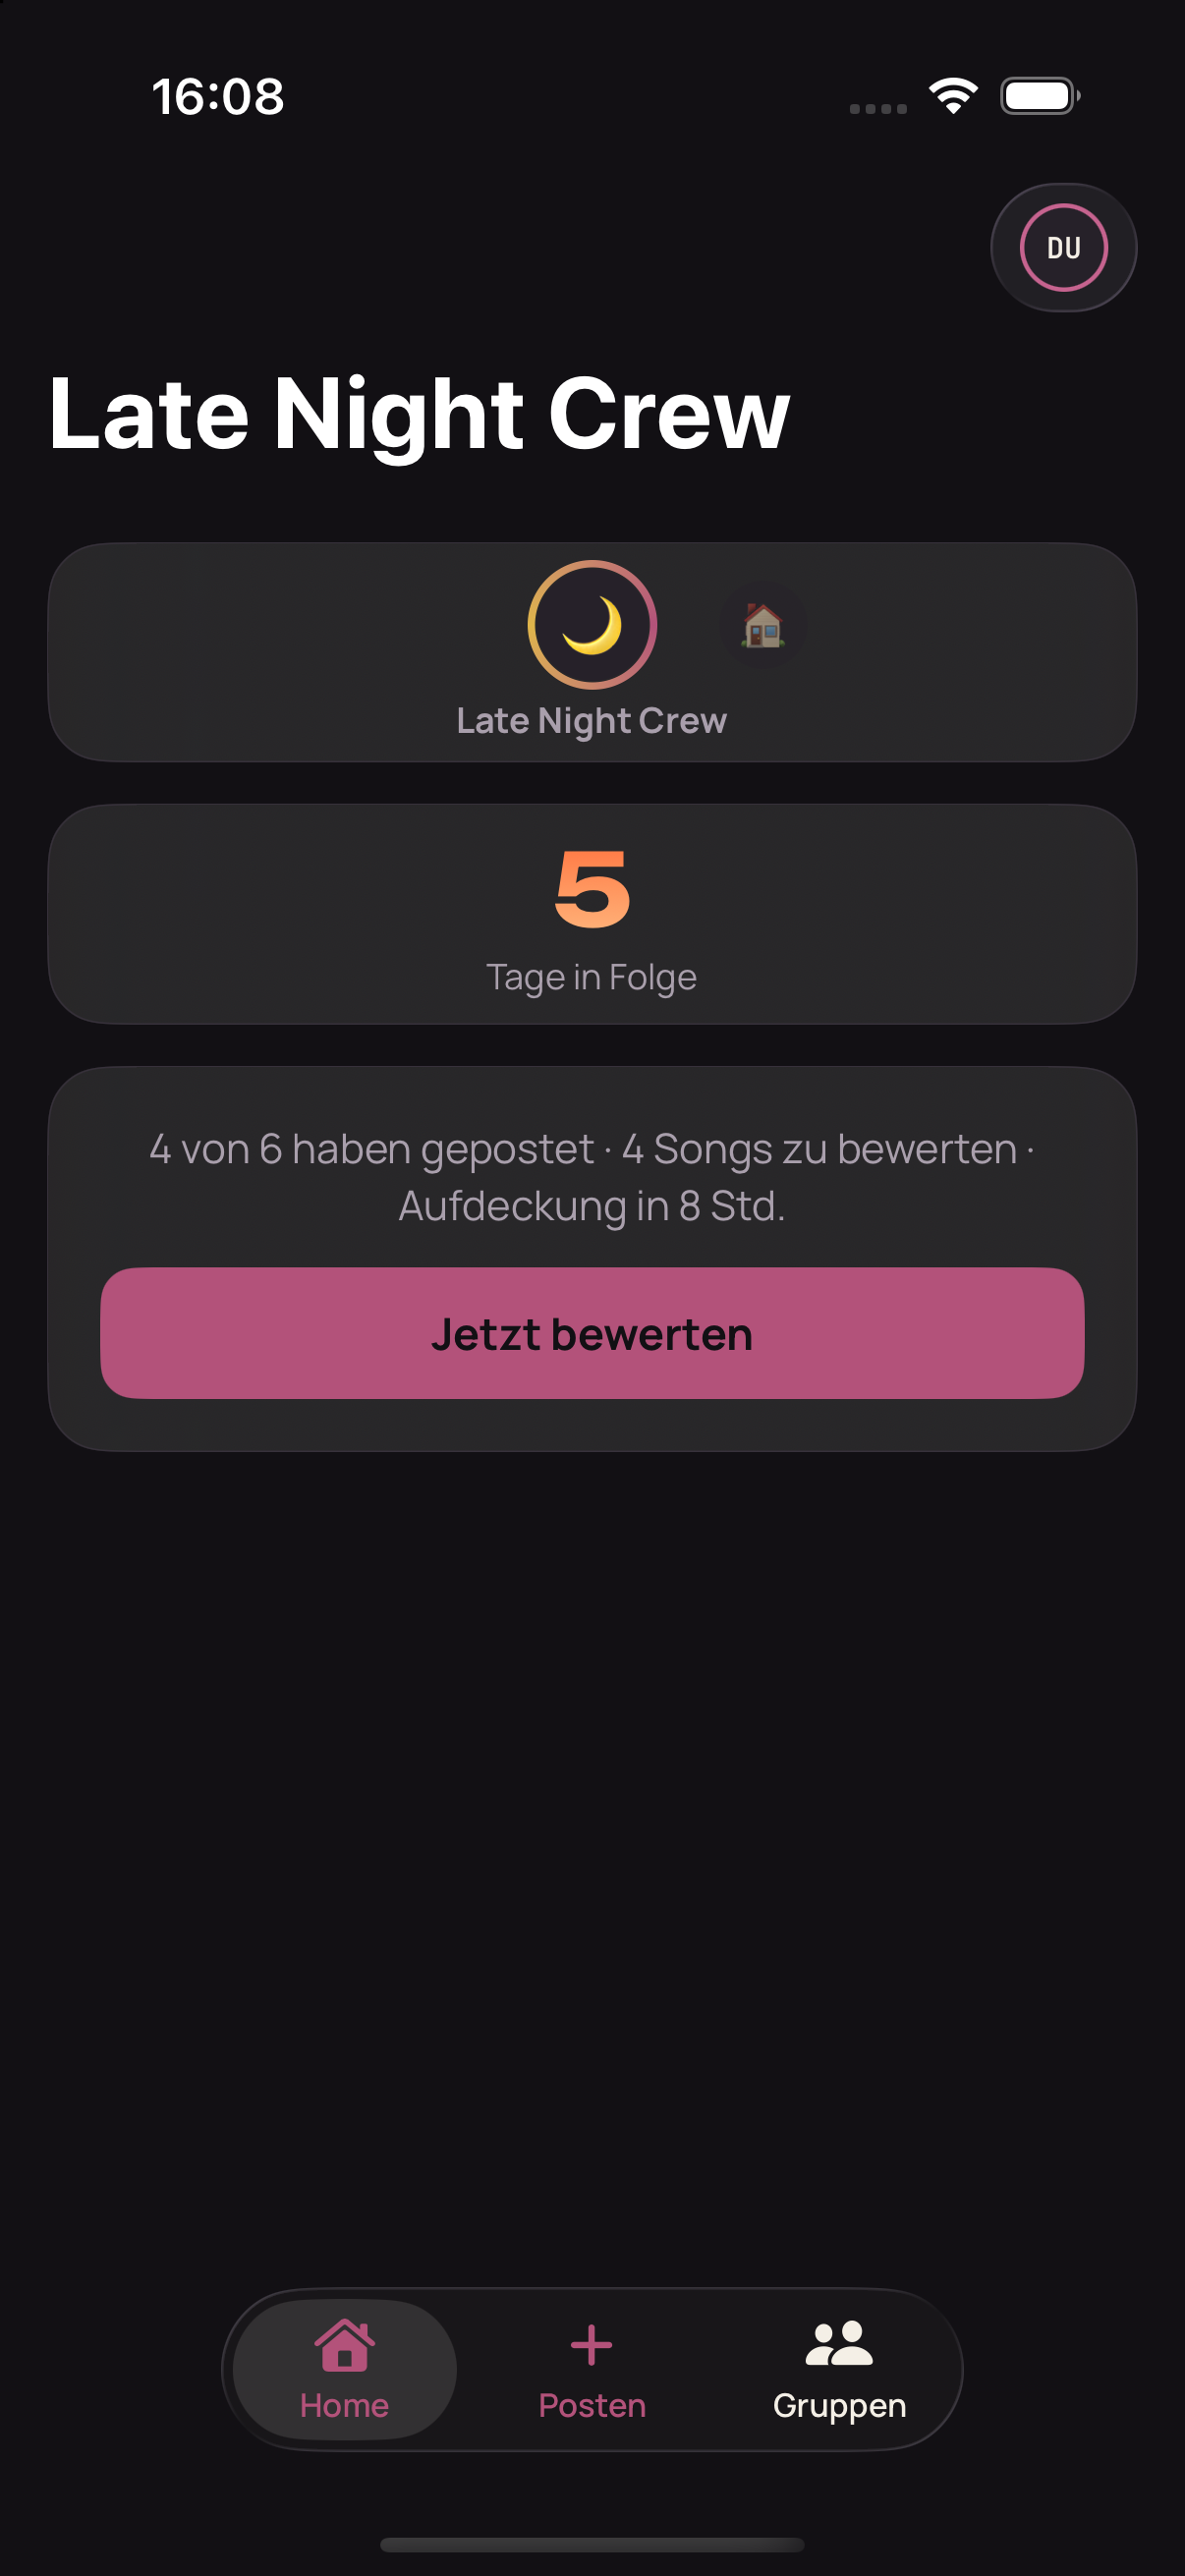 16:08
DU
Late Night Crew
Late Night Crew
5
Tage in Folge
4 von 6 haben gepostet · 4 Songs zu bewerten ·
Aufdeckung in 8 Std.
Jetzt bewerten
Home
Posten
Gruppen